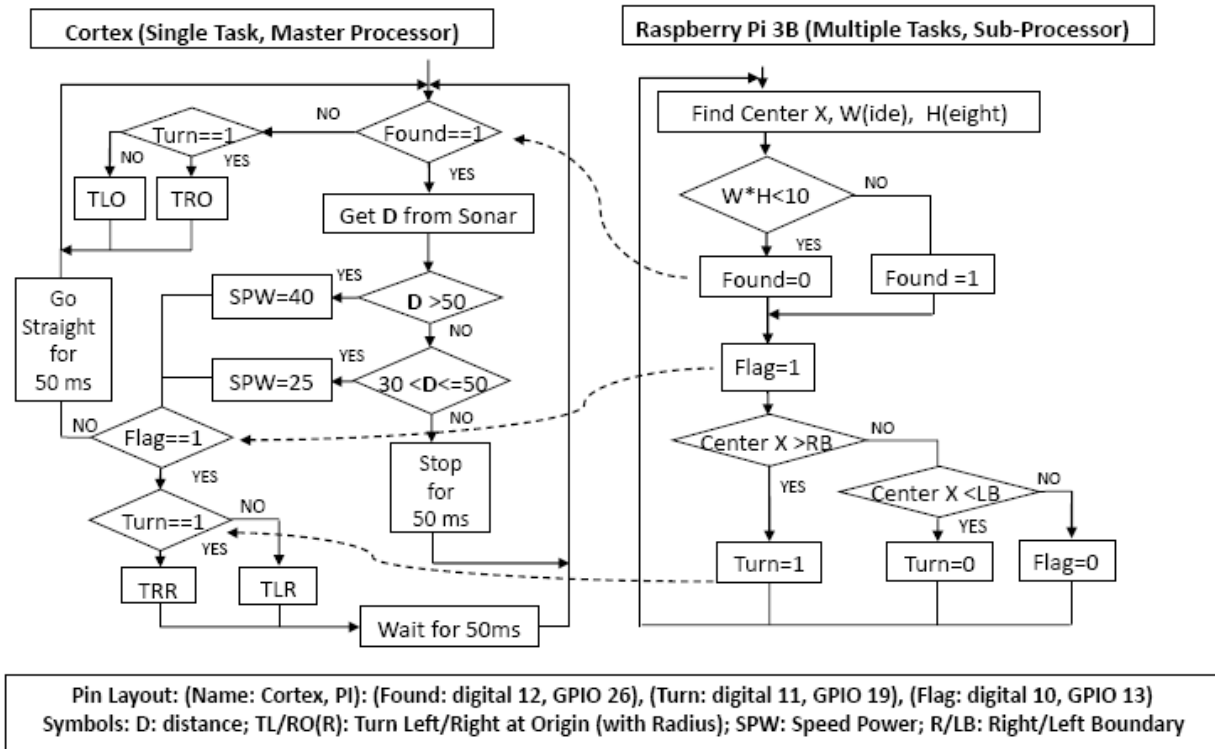 Cortex (Single Task, Master Processor)
NO
Turn==1
Found==1
NO
YES
YES
TLO
TRO
Get D from Sonar
Go
Straight
for
50 ms
YES
SPW=40
D >50
NO
YES
SPW=25
30 <D<=50
NO
NO
Flag==1
YES
Stop
for
50 ms
NO
Turn==1
YES
TRR
TLR
Wait for 50ms
Raspberry Pi 3B (Multiple Tasks, Sub-Processor)
Find Center X, W(ide), H(eight)
NO
W*H<10
YES
Found=0
Found =1
Flag=1
Center X >RB
NO
YES
Center X <LB
NO
YES
Turn=1
Turn=0
Flag=0
Pin Layout: (Name: Cortex, PI): (Found: digital 12, GPIO 26), (Turn: digital 11, GPIO 19), (Flag: digital 10, GPIO 13)
Symbols: D: distance; TL/RO(R): Turn Left/Right at Origin (with Radius); SPW: Speed Power; R/LB: Right/Left Boundary